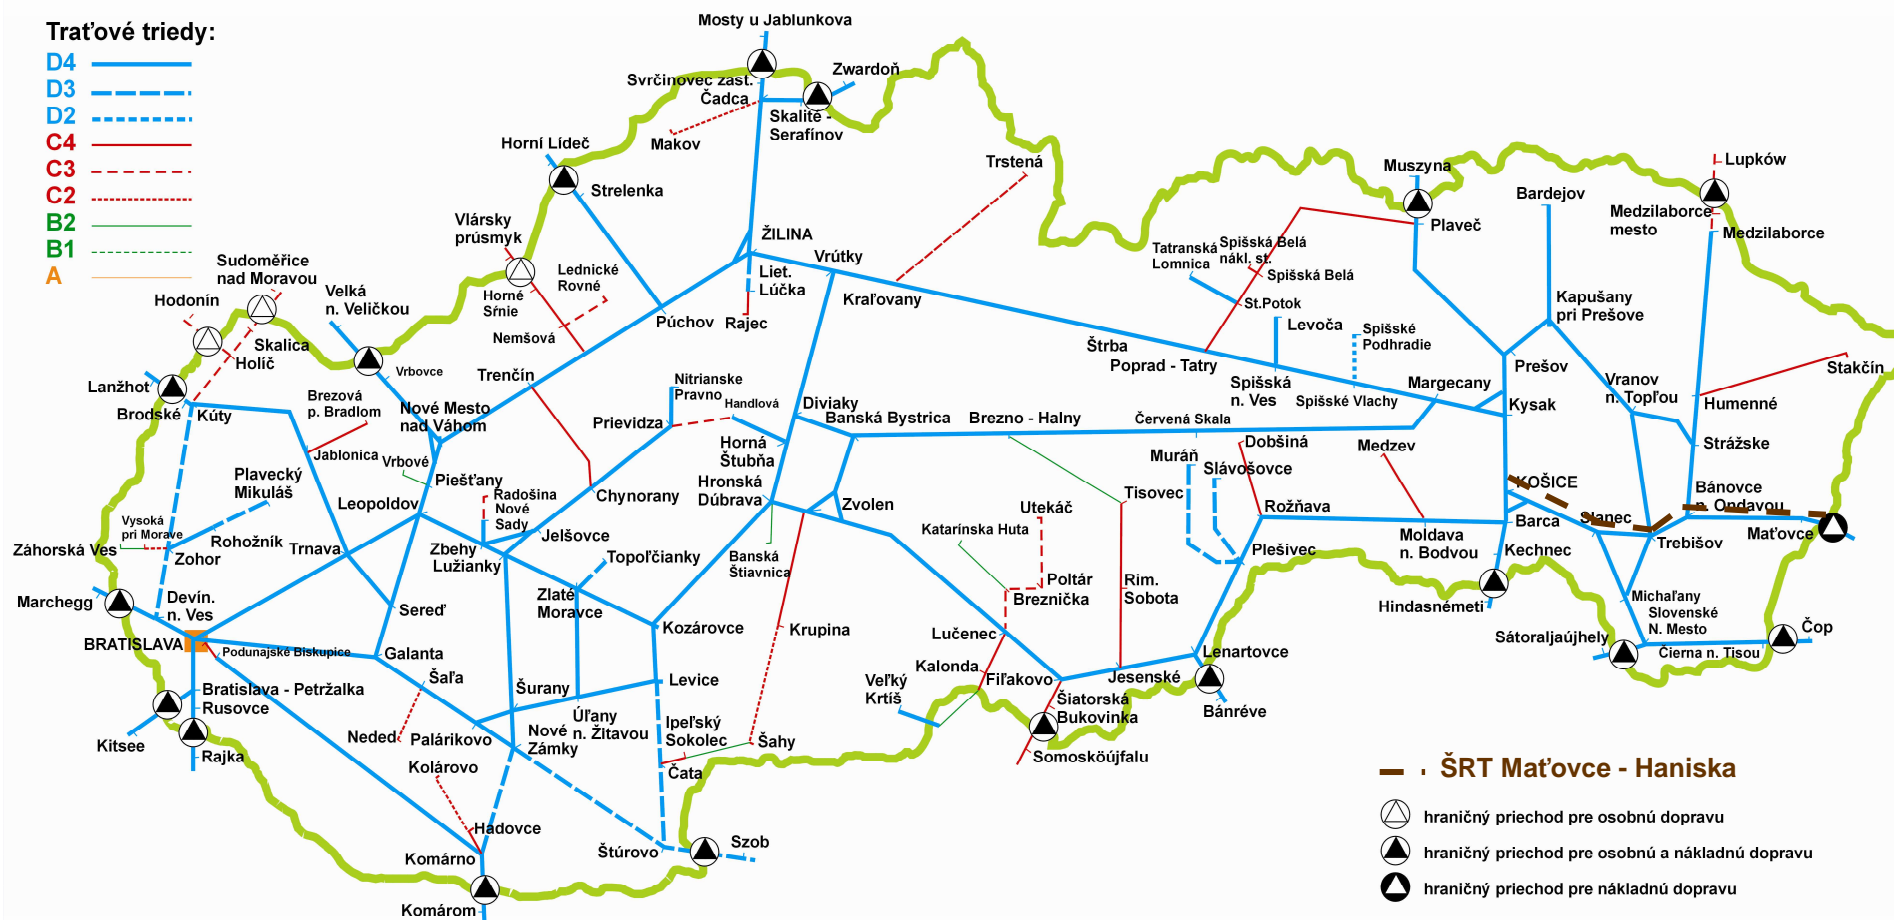 Traťové triedy:
D4
D3
D2
C4
C3
C2
B2
B1
A
Mosty u Jablunkova
Zwardoň
Svrčinovec zast.
Čadca
Skalité -
Serafínov
Makov
Horní Lídeč
Strelenka
Trstená
Muszyna
Plaveč
Bardejov
Lupków
Medzilaborce
mesto
Medzilaborce
Vlársky
prúsmyk
ŽILINA
Vrútky
Liet.
Lúčka
Rajec
Kraľovany
Lednické
Rovné
Horné
Sŕnie
Nemšová
Púchov
Sudoměřice
nad Moravou
Hodonín
Velká
n. Veličkou
Skalica
Holíč
Vrbovce
Lanžhot
Brodské
Kúty
Brezová
p. Bradlom
Jablonica
Nové Mesto
nad Váhom
Trenčín
Tatranská
Lomnica
Spišská Belá
nákl. st.
Spišská Belá
St.Potok
Levoča
Spišské
Podhradie
Štrba
Poprad - Tatry
Spišská
n. Ves
Spišské Vlachy
Margecany
Kapušany
pri Prešove
Prešov
Kysak
Vranov
n. Topľou
Humenné
Stakčín
Strážske
Nitrianske
Pravno
Handlová
Prievidza
Diviaky
Banská Bystrica
Brezno - Halny
Červená Skala
Horná
Štubňa
Hronská
Dúbrava
Zvolen
Dobšiná
Medzev
Muráň
Slávošovce
Rožňava
Plešivec
Moldava
n. Bodvou
KOŠICE
Barca
Kechnec
Slanec
Bánovce
n. Ondavou
Trebišov
Maťovce
Hindasnémeti
Michaľany
Slovenské
N. Mesto
Sátoraljaújhely
Čierna n. Tisou
Čop
Plavecký
Mikuláš
Vrbové
Piešťany
Leopoldov
Radošina
Nové
Sady
Chynorany
Jelšovce
Vysoká
pri Morave
Záhorská Ves
Zohor
Rohožník
Trnava
Zbehy
Lužianky
Topoľčianky
Banská
Štiavnica
Katarínska Huta
Utekáč
Tisovec
Poltár
Breznička
Rim.
Sobota
Marchegg
Devín.
n. Ves
BRATISLAVA
Podunajské Biskupice
Sereď
Galanta
Zlaté
Moravce
Kozárovce
Krupina
Lučenec
Kalonda
Fiľakovo
Jesenské
Lenartovce
Bánréve
Veľký
Krtíš
Šiatorská
Bukovinka
Somosköújfalu
Bratislava - Petržalka
Rusovce
Kitsee
Rajka
Šaľa
Neded
Šurany
Palárikovo
Nové
Zámky
Úľany
n. Žitavou
Levice
Ipeľský
Sokolec
Šahy
Čata
Kolárovo
Hadovce
Komárno
Komárom
Štúrovo
Szob
ŠRT Maťovce - Haniska
hraničný priechod pre osobnú dopravu
hraničný priechod pre osobnú a nákladnú dopravu
hraničný priechod pre nákladnú dopravu